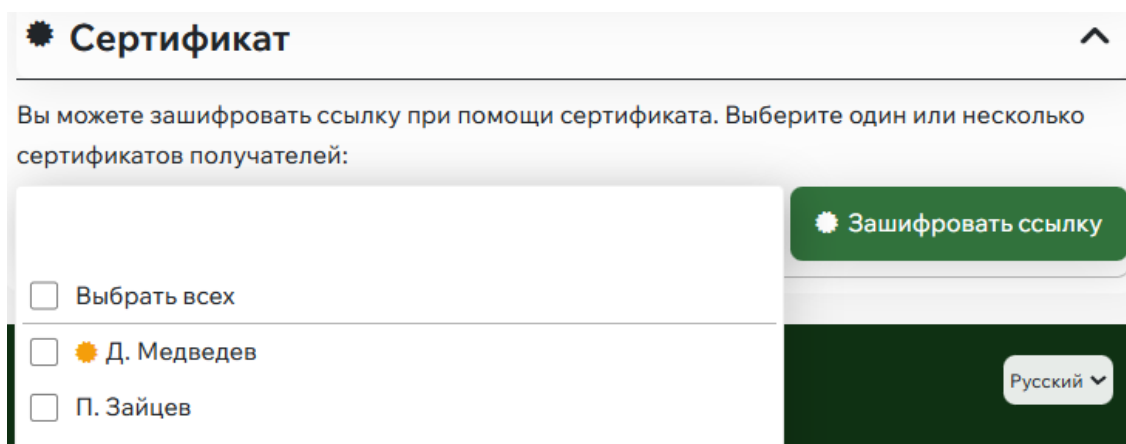 Сертификат
Вы можете зашифровать ссылку при помощи сертификата. Выберите один или несколько
сертификатов получателей:
Зашифровать ссылку
Выбрать всех
Д. Медведев
П. Зайцев
Русский